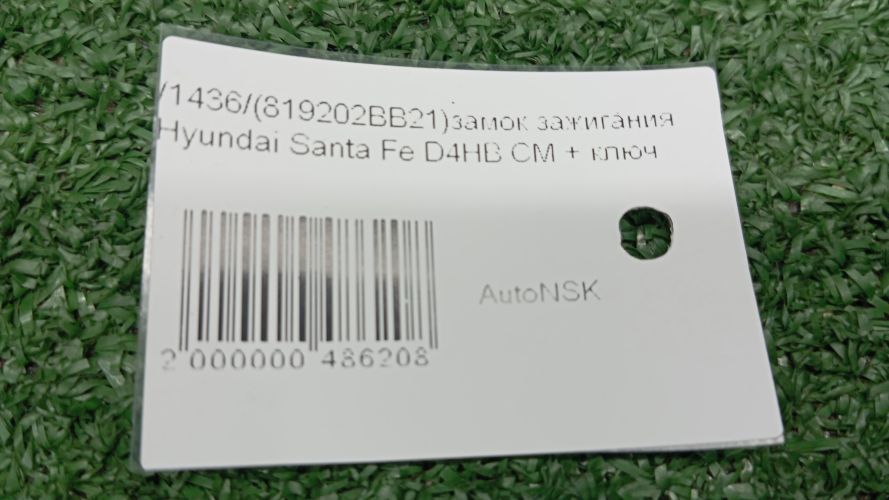 /1436/(819202BB21)замок зажигания
Hyundai Santa Fe D4HB CM + ключ
AutoNSK
2 000000 486208